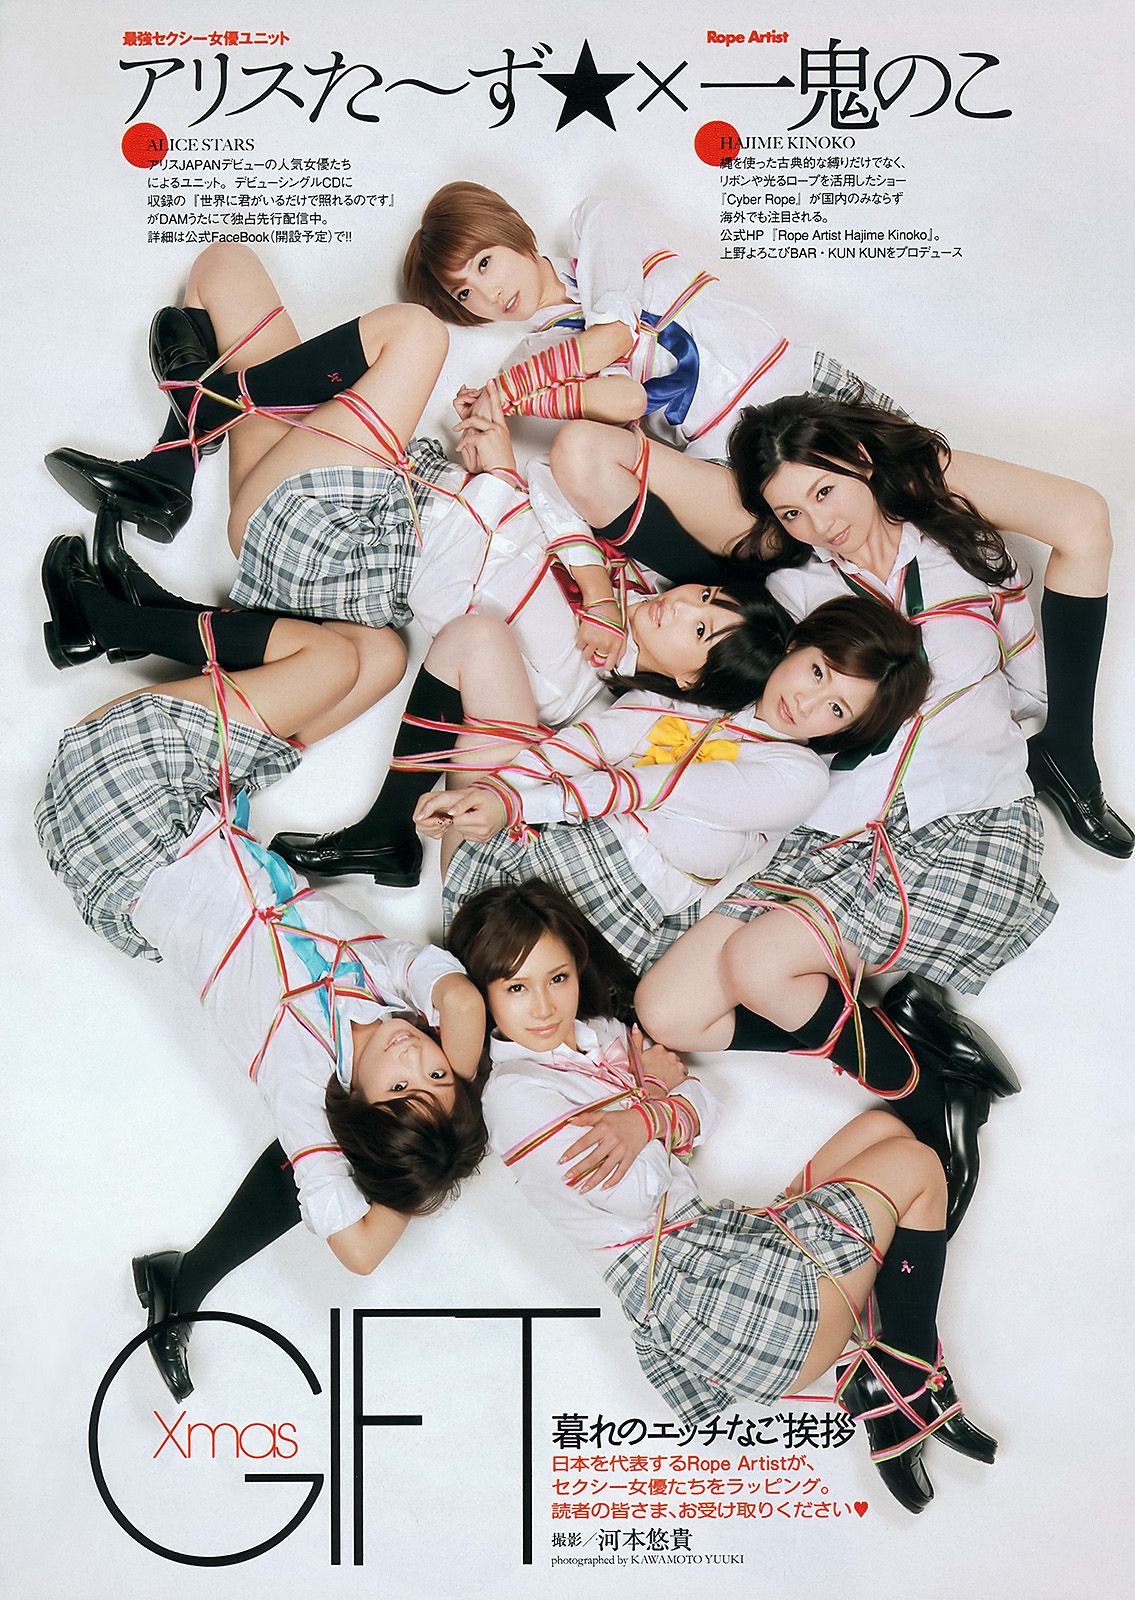 最強セクシー女優ユニット
アリスた〜ず★×一鬼のこ
Rope Artist
ALICE STARS
アリスJAPANデビューの人気女優たち
によるユニット。デビューシングルCDに
収録の『世界に君がいるだけで照れるのです』
がDAMうたにて独占先行配信中。
詳細は公式FaceBook(開設予定)で!!
HAJIME KINOKO
縄を使った古典的な縛りだけでなく、
リボンや光るロープを活用したショー
『Cyber Rope』が国内のみならず
海外でも注目される。
公式HP『Rope Artist Hajime Kinoko』。
上野よろこびBAR・KUN KUNをプロデュース
Xmas
GIFT
暮れのエッチなご挨拶
日本を代表するRope Artistが、
セクシー女優たちをラッピング。
読者の皆さま、お受け取りください♥
撮影／河本悠貴
photographed by KAWAMOTO YUUKI